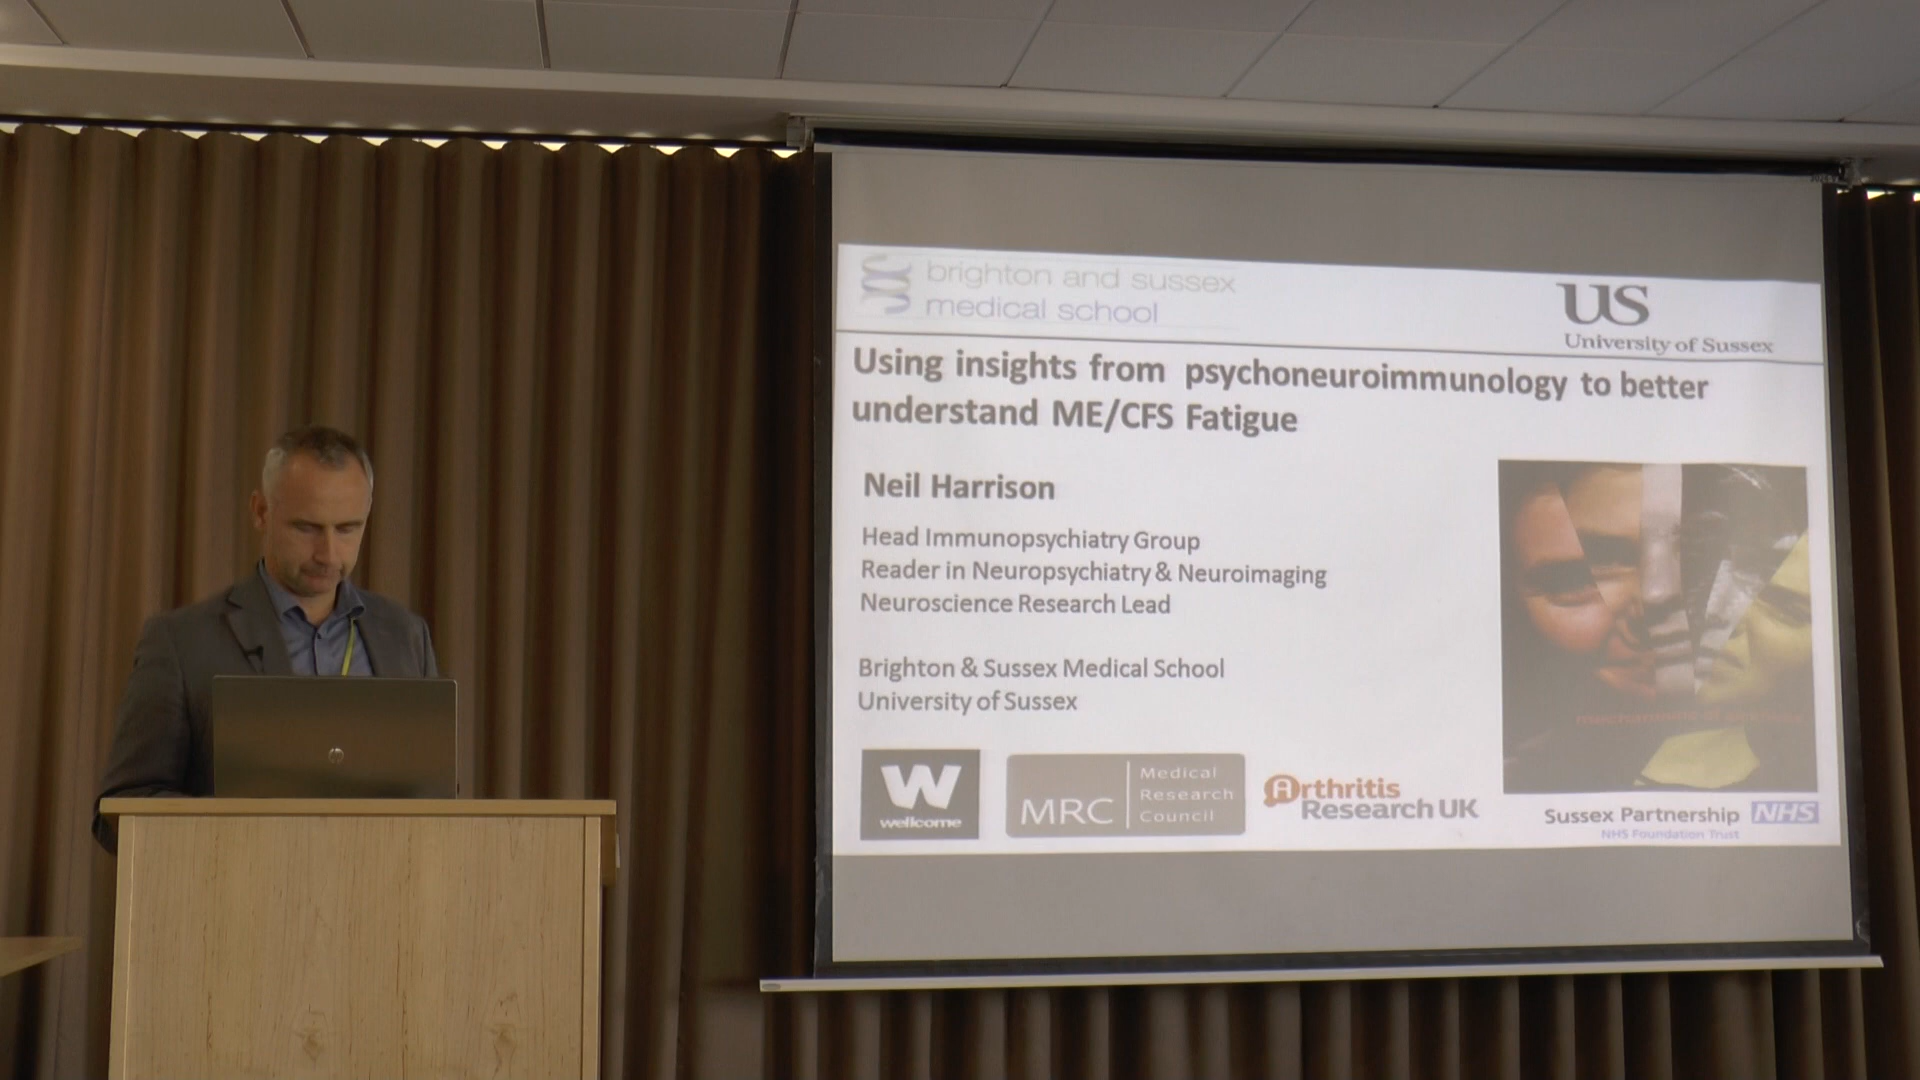 brighton and sussex
medical school
US
University of Sussex
Using insights from psychoneuroimmunology to better
understand ME/CFS Fatigue
Neil Harrison
Head Immunopsychiatry Group
Reader in Neuropsychiatry & Neuroimaging
Neuroscience Research Lead
Brighton & Sussex Medical School
University of Sussex
W
wellcome
MRC
Medical
Research
Council
Arthritis
Research UK
Sussex Partnership NHS
NHS Foundation Trust
hp